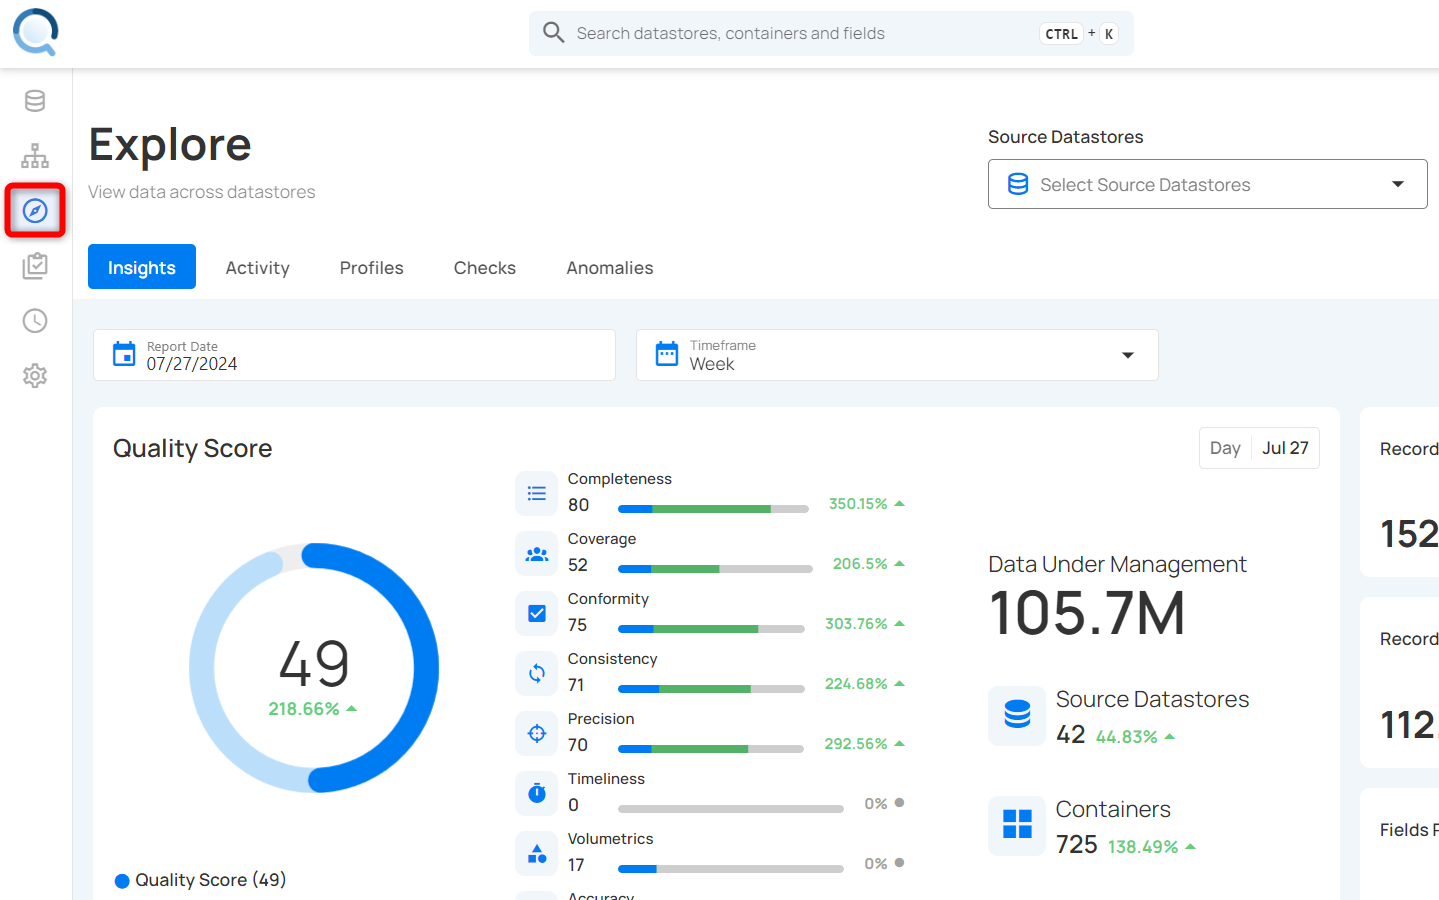 Search datastores, containers and fields
CTRL + K
Explore
View data across datastores
Source Datastores
Select Source Datastores
Insights
Activity
Profiles
Checks
Anomalies
Report Date
07/27/2024
Timeframe
Week
Quality Score
Day
Jul 27
49
218.66%
Quality Score (49)
Completeness
80
350.15%
Coverage
52
206.5%
Conformity
75
303.76%
Consistency
71
224.68%
Precision
70
292.56%
Timeliness
0
0%
Volumetrics
17
0%
Accuracy
Data Under Management
105.7M
Source Datastores
42 44.83%
Containers
725 138.49%
Record
152
Record
112.
Fields P